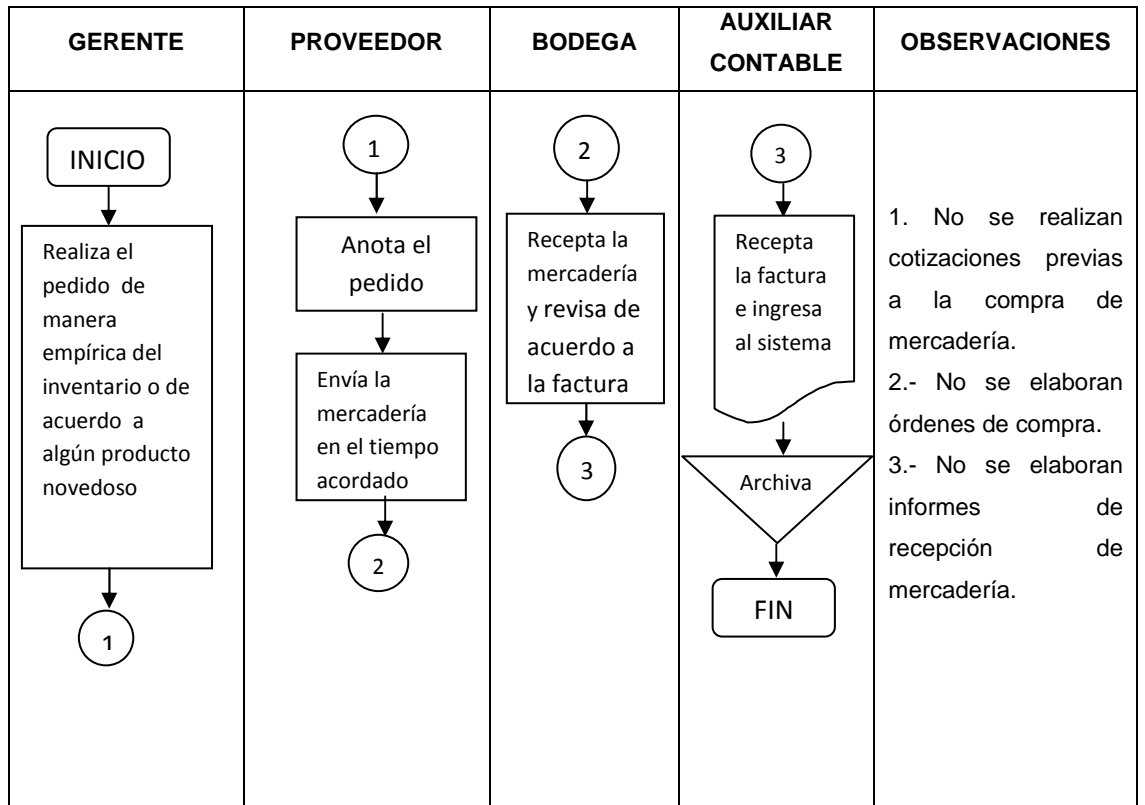 GERENTE
PROVEEDOR
BODEGA
AUXILIAR
CONTABLE
OBSERVACIONES
INICIO
Realiza el
pedido de
manera
empírica del
inventario o de
acuerdo a
algún producto
novedoso
1
1
Anota el
pedido
Envía la
mercadería
en el tiempo
acordado
2
2
Recepta la
mercadería
y revisa de
acuerdo a
la factura
3
3
Recepta
la factura
e ingresa
al sistema
Archiva
FIN
1. No se realizan
cotizaciones previas
a la compra de
mercadería.
2.- No se elaboran
órdenes de compra.
3.- No se elaboran
informes de
recepción de
mercadería.